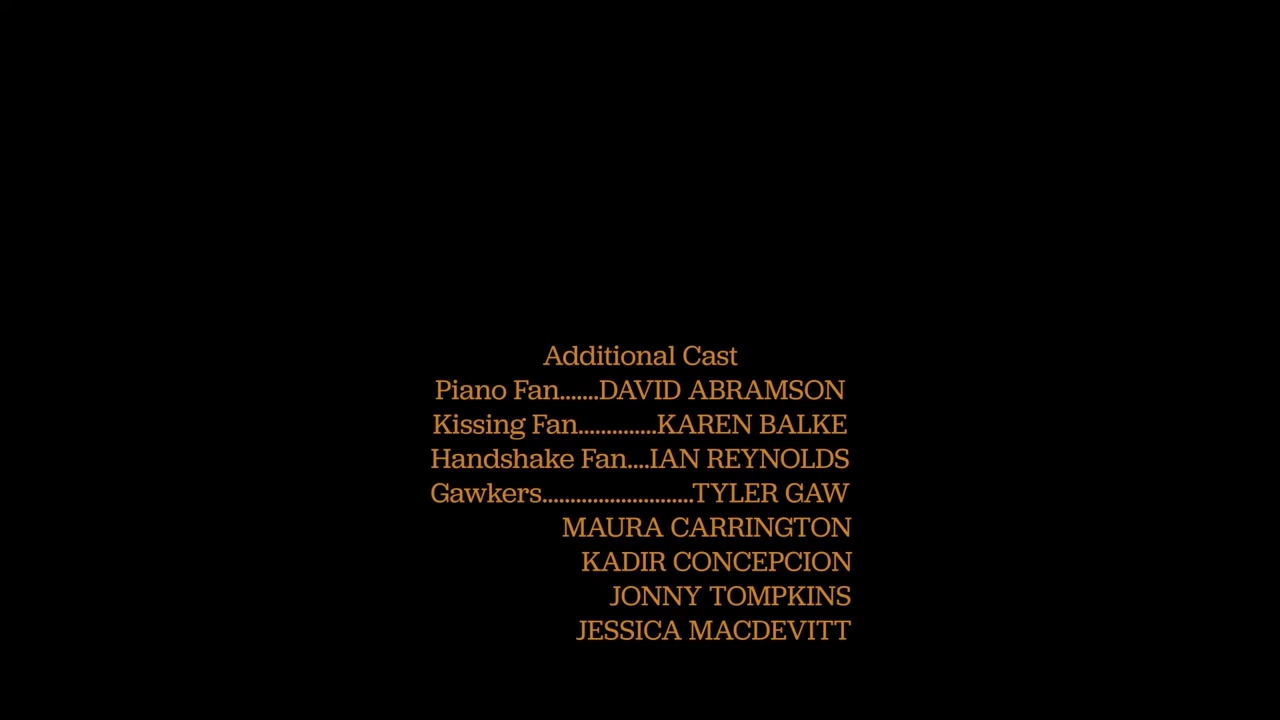 Additional Cast
Piano Fan.......DAVID ABRAMSON
Kissing Fan..............KAREN BALKE
Handshake Fan....IAN REYNOLDS
Gawkers...........................TYLER GAW
MAURA CARRINGTON
KADIR CONCEPCION
JONNY TOMPKINS
JESSICA MACDEVITT